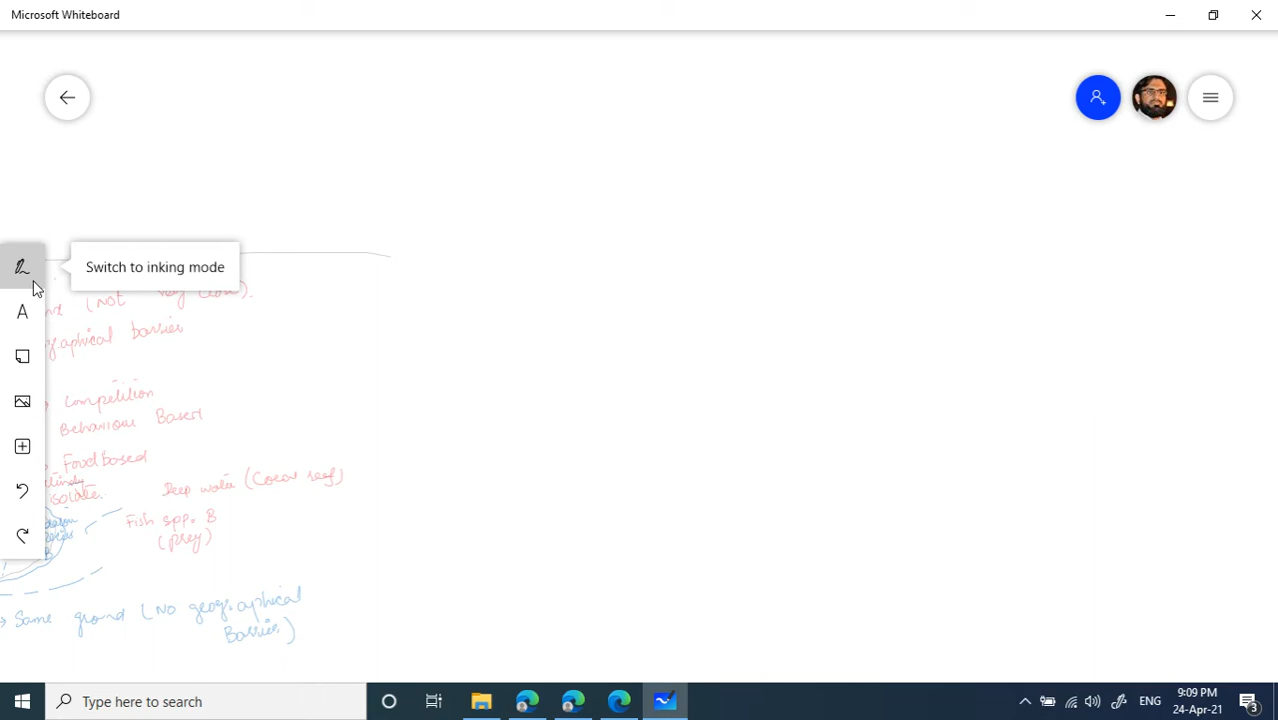 Microsoft Whiteboard
Switch to inking mode
(Not very
graphical barrier
Competition
Behaviour Based
Food based
isolate.
Deep water (Coral reef)
Fish spp. B
(prey)
→ Same ground (No geographical
Barrier)
Type here to search
ENG
9:09 PM
24-Apr-21
3